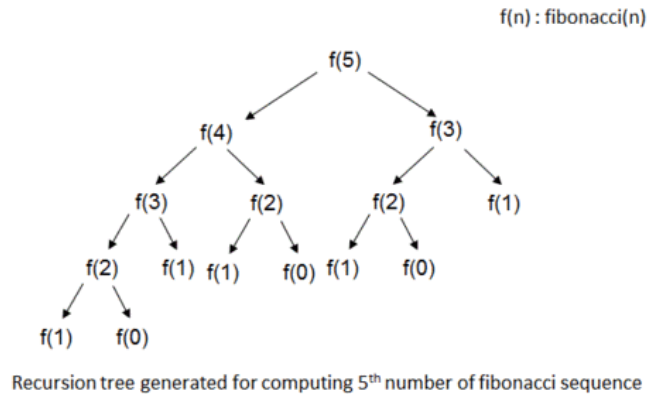 f(n) : fibonacci(n)
f(5)
f(4) f(3)
f(3) f(2) f(2) f(1)
f(2) f(1) f(1) f(0) f(1) f(0)
f(1) f(0)
Recursion tree generated for computing 5th number of fibonacci sequence